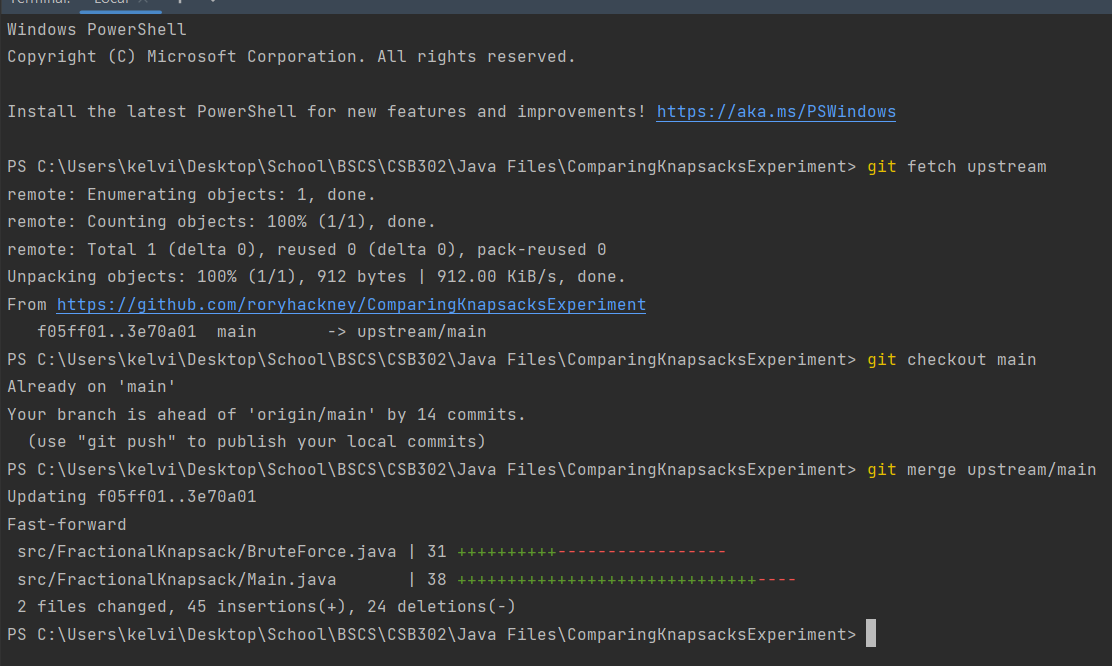 Terminal: Local
Windows PowerShell
Copyright (C) Microsoft Corporation. All rights reserved.
Install the latest PowerShell for new features and improvements! https://aka.ms/PSWindows
PS C:\Users\kelvi\Desktop\School\BSCS\CSB302\Java Files\ComparingKnapsacksExperiment> git fetch upstream
remote: Enumerating objects: 1, done.
remote: Counting objects: 100% (1/1), done.
remote: Total 1 (delta 0), reused 0 (delta 0), pack-reused 0
Unpacking objects: 100% (1/1), 912 bytes | 912.00 KiB/s, done.
From https://github.com/roryhackney/ComparingKnapsacksExperiment
   f05ff01..3e70a01  main       -> upstream/main
PS C:\Users\kelvi\Desktop\School\BSCS\CSB302\Java Files\ComparingKnapsacksExperiment> git checkout main
Already on 'main'
Your branch is ahead of 'origin/main' by 14 commits.
  (use "git push" to publish your local commits)
PS C:\Users\kelvi\Desktop\School\BSCS\CSB302\Java Files\ComparingKnapsacksExperiment> git merge upstream/main
Updating f05ff01..3e70a01
Fast-forward
 src/FractionalKnapsack/BruteForce.java | 31 ++++++++++-----------------
 src/FractionalKnapsack/Main.java       | 38 ++++++++++++++++++++++++++++++----
 2 files changed, 45 insertions(+), 24 deletions(-)
PS C:\Users\kelvi\Desktop\School\BSCS\CSB302\Java Files\ComparingKnapsacksExperiment>